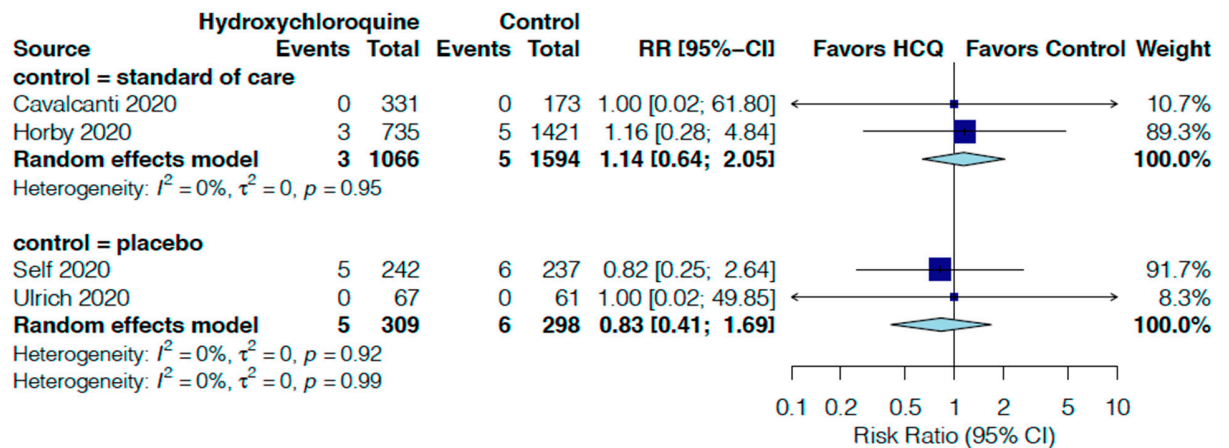 Hydroxychloroquine Control
Source Events Total Events Total RR [95%−CI] Favors HCQ Favors Control Weight
control = standard of care
Cavalcanti 2020 0 331 0 173 1.00 [0.02; 61.80] 10.7%
Horby 2020 3 735 5 1421 1.16 [0.28; 4.84] 89.3%
Random effects model 3 1066 5 1594 1.14 [0.64; 2.05] 100.0%
Heterogeneity: I² = 0%, τ² = 0, p = 0.95
control = placebo
Self 2020 5 242 6 237 0.82 [0.25; 2.64] 91.7%
Ulrich 2020 0 67 0 61 1.00 [0.02; 49.85] 8.3%
Random effects model 5 309 6 298 0.83 [0.41; 1.69] 100.0%
Heterogeneity: I² = 0%, τ² = 0, p = 0.92
Heterogeneity: I² = 0%, τ² = 0, p = 0.99
0.1 0.2 0.5 1 2 5 10
Risk Ratio (95% CI)